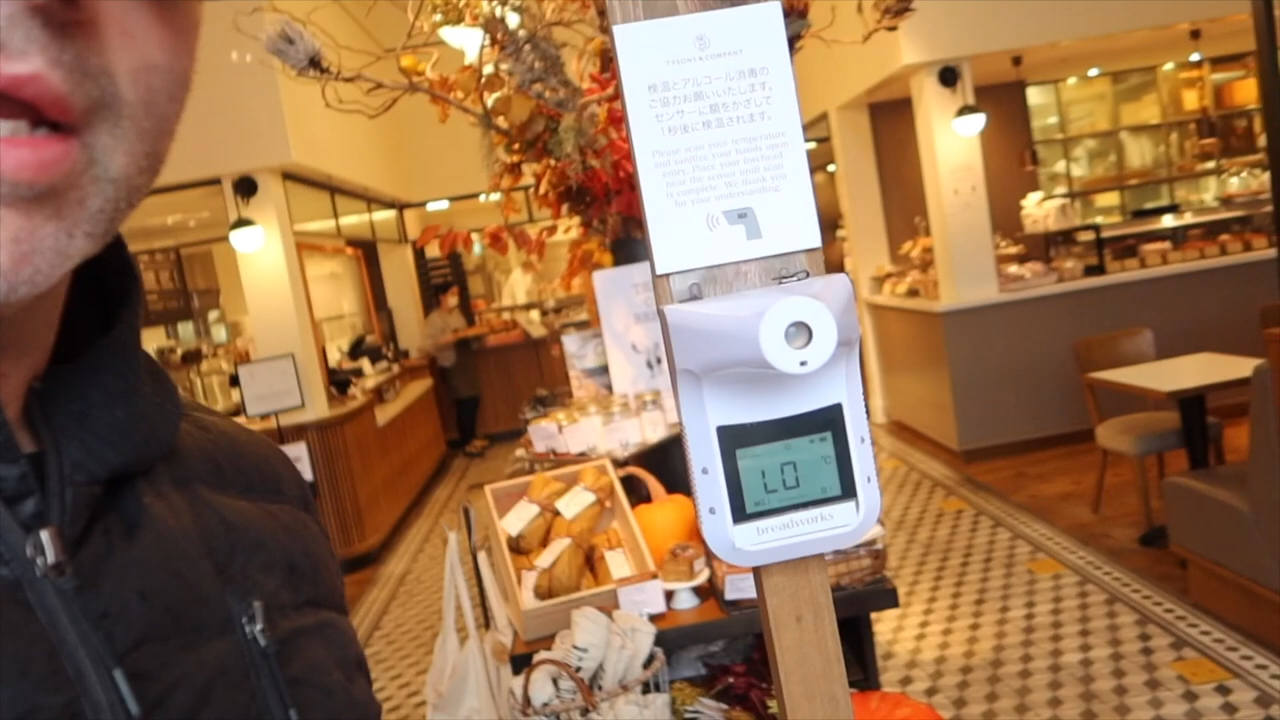 TYSONS & COMPANY
検温とアルコール消毒の
ご協力お願いいたします。
センサーに額をかざして
1秒後に検温されます。
Please scan your temperature
and sanitize your hands upon
entry. Place your forehead
near the sensor until scan
is complete. We thank you
for your understanding.
LO
°C
breadworks